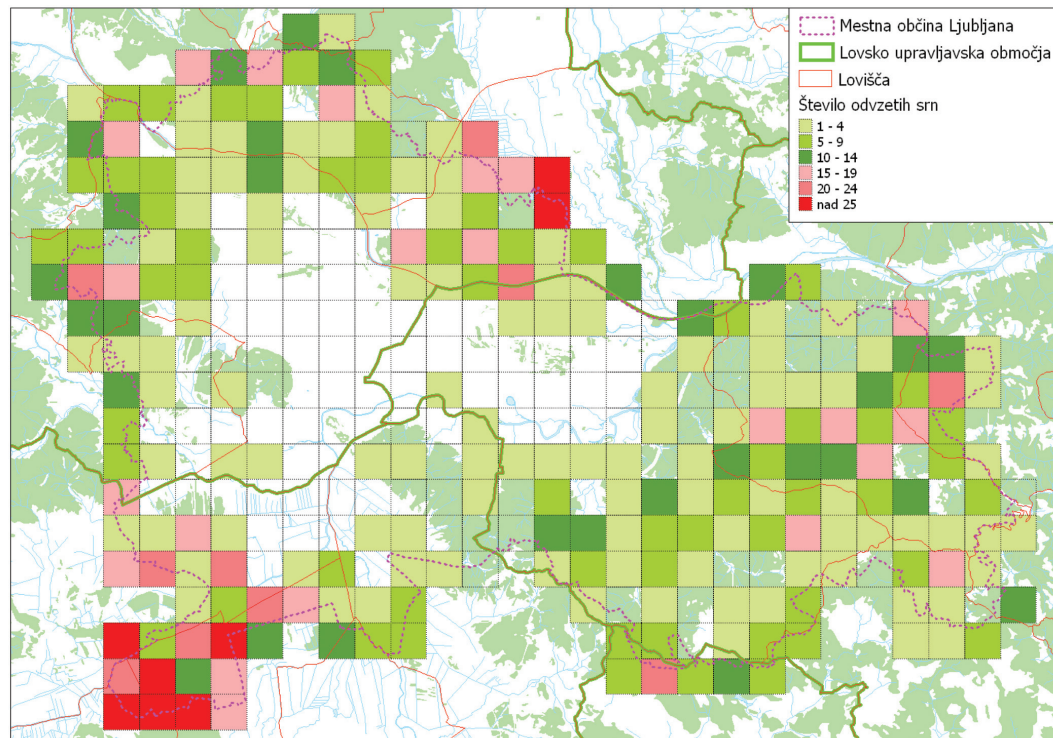 Mestna občina Ljubljana
Lovsko upravljavska območja
Lovišča
Število odvzetih srn
1 - 4
5 - 9
10 - 14
15 - 19
20 - 24
nad 25